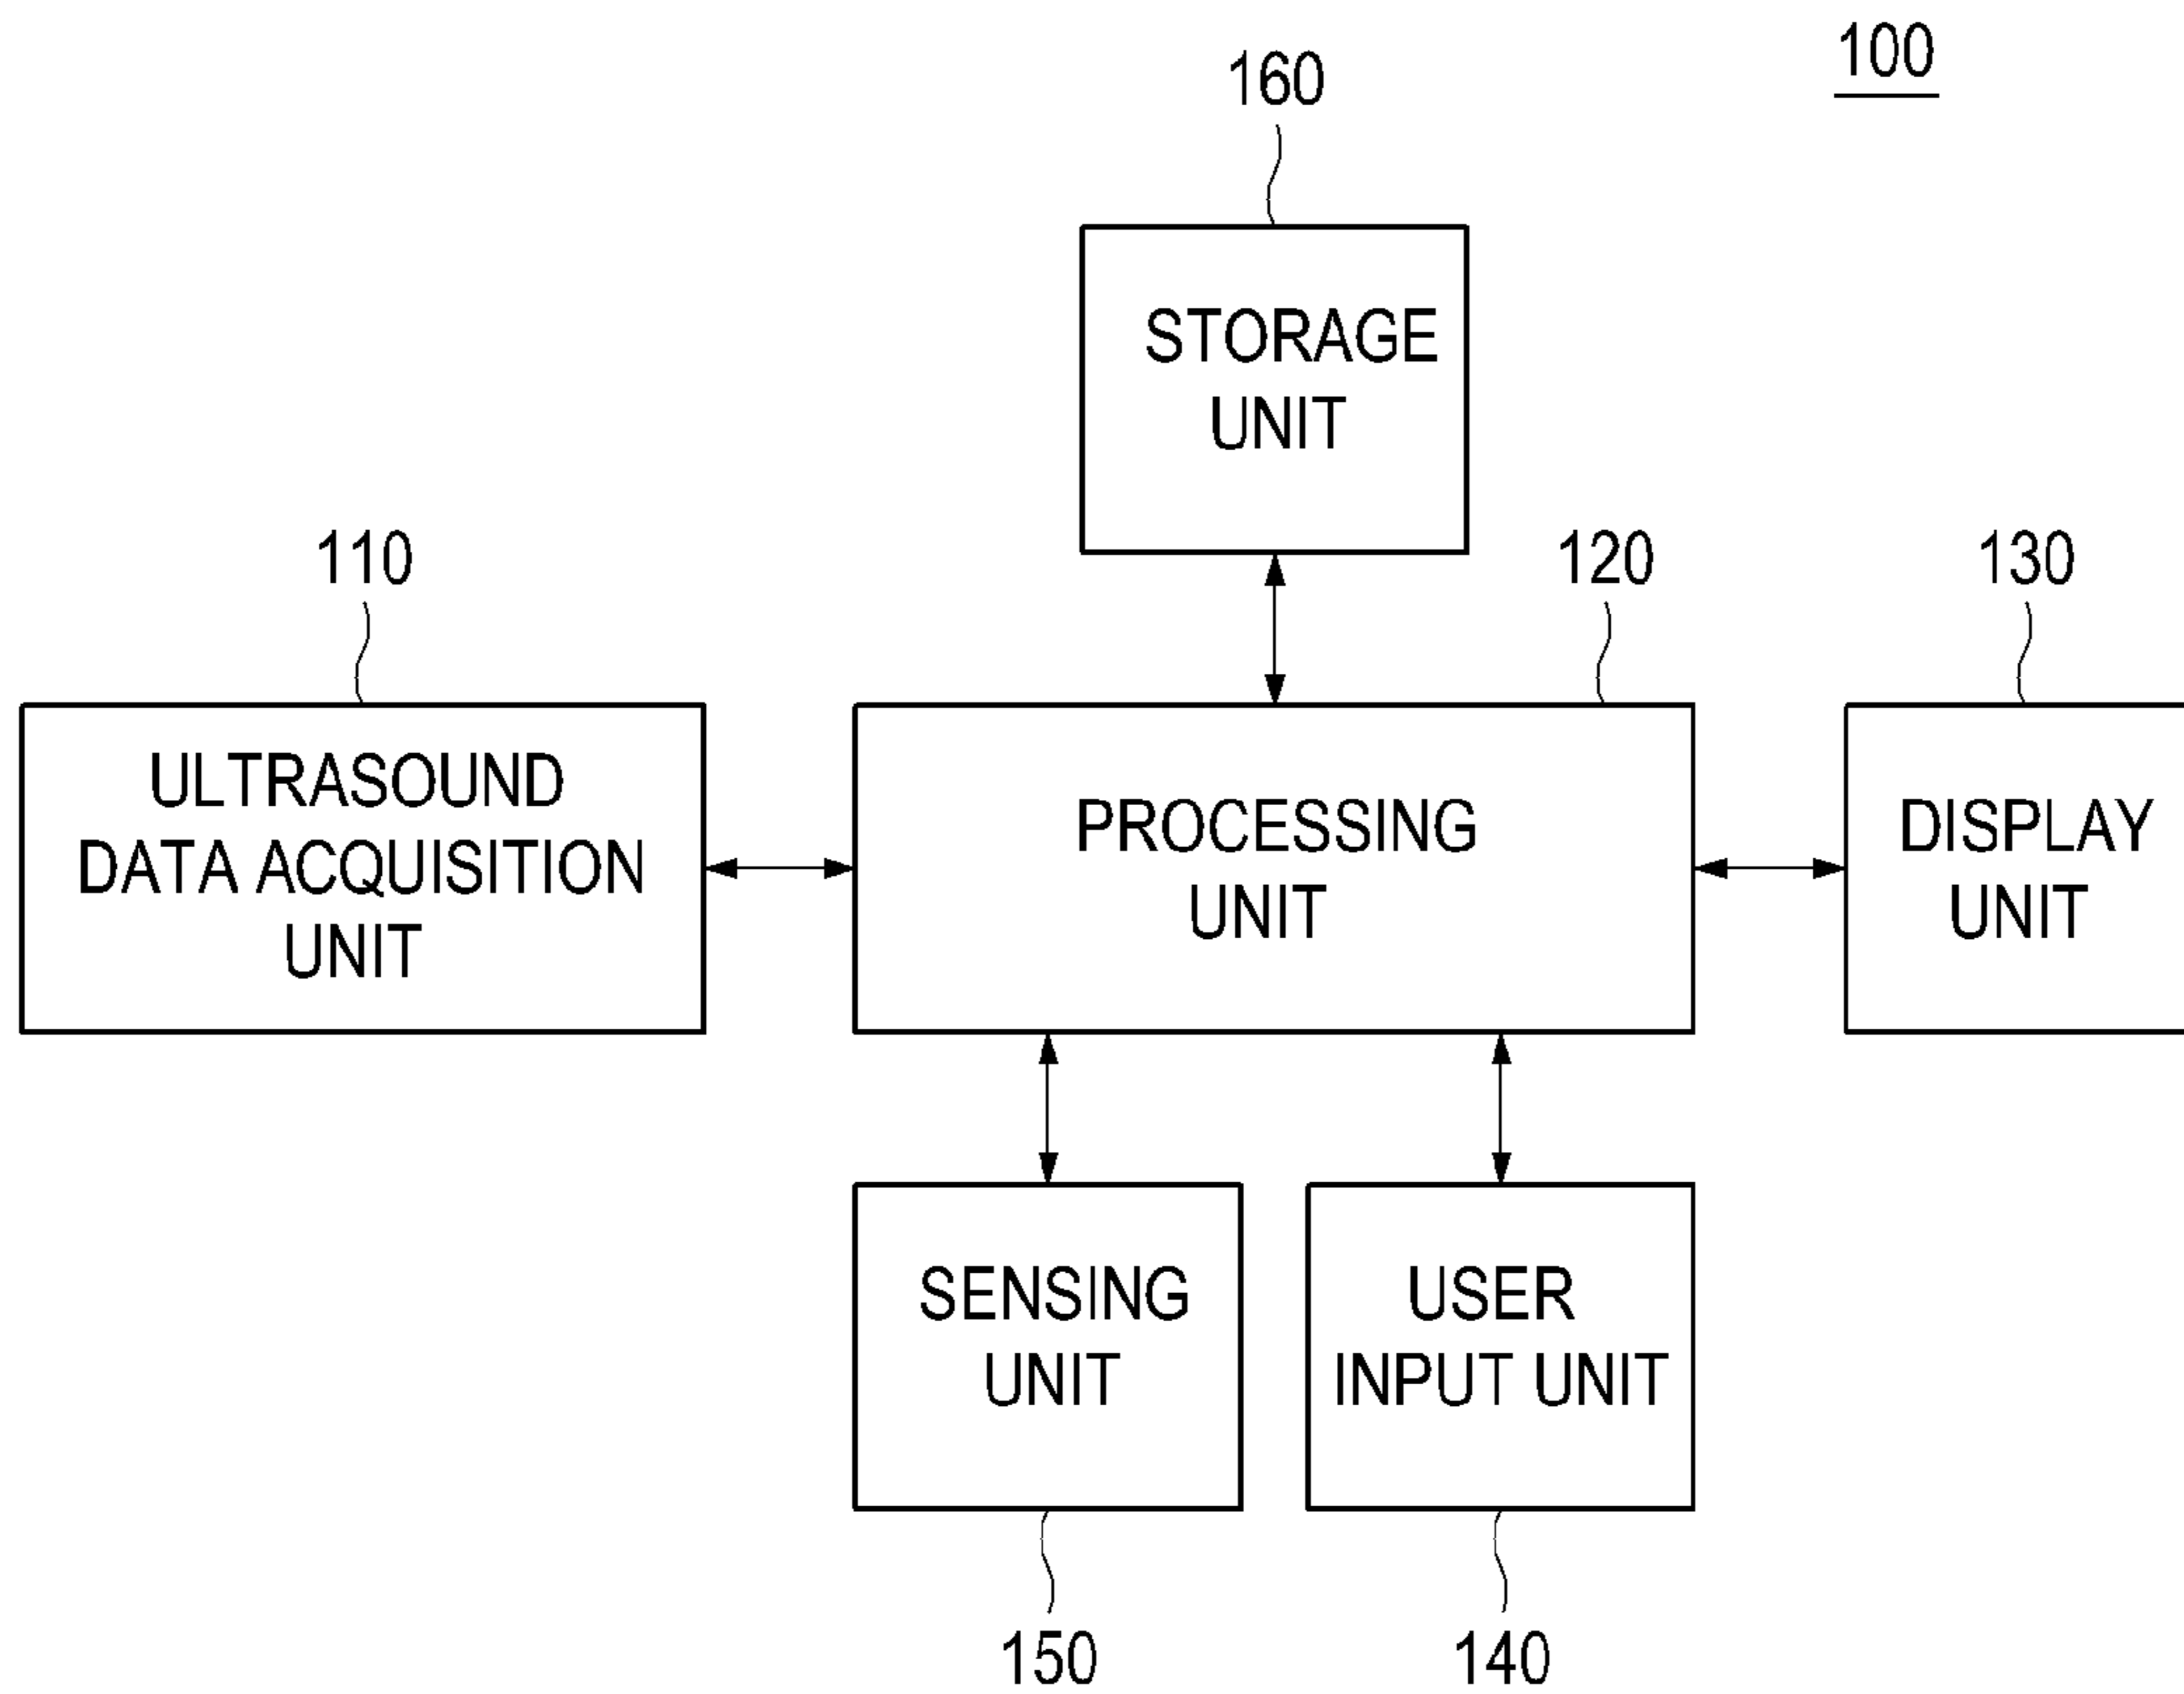 100
160
STORAGE
UNIT
110
120
130
ULTRASOUND
DATA ACQUISITION
UNIT
PROCESSING
UNIT
DISPLAY
UNIT
SENSING
UNIT
USER
INPUT UNIT
150
140